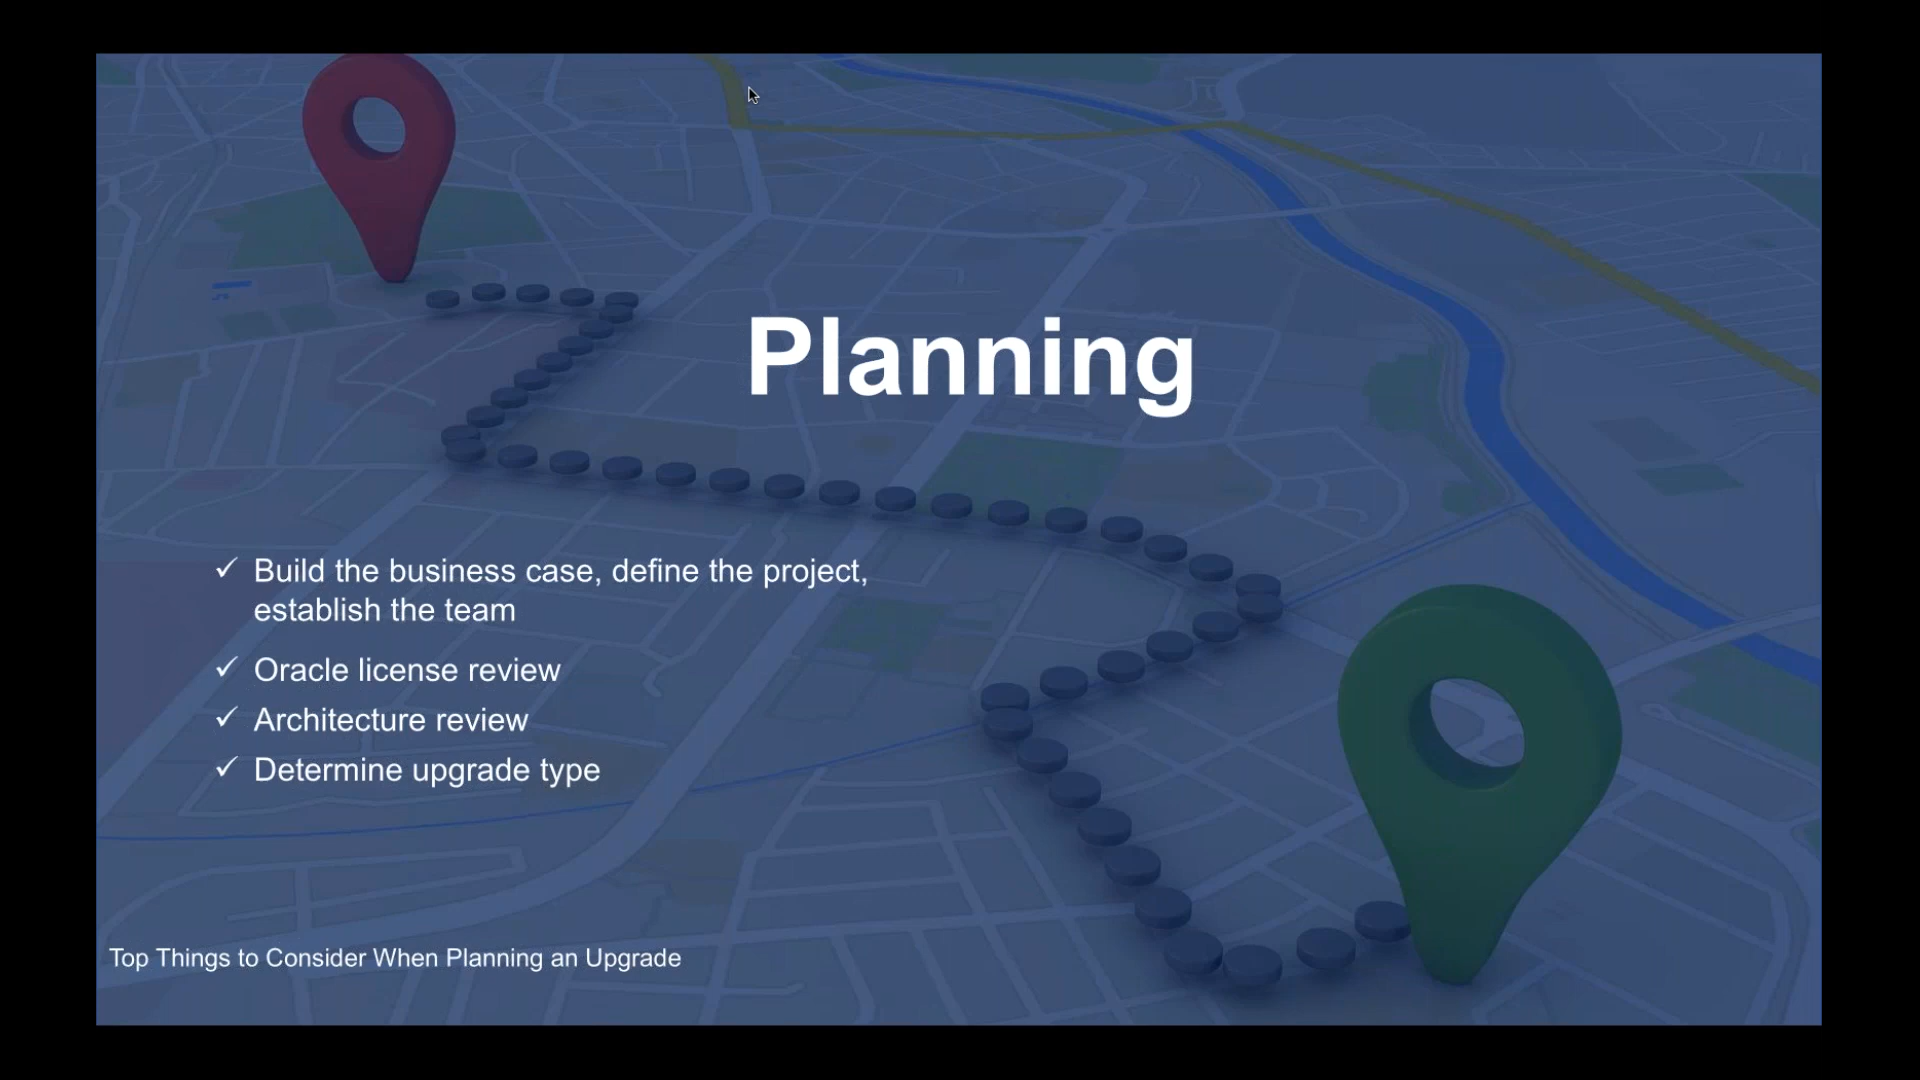 Planning
✓ Build the business case, define the project,
establish the team
✓ Oracle license review
✓ Architecture review
✓ Determine upgrade type
Top Things to Consider When Planning an Upgrade